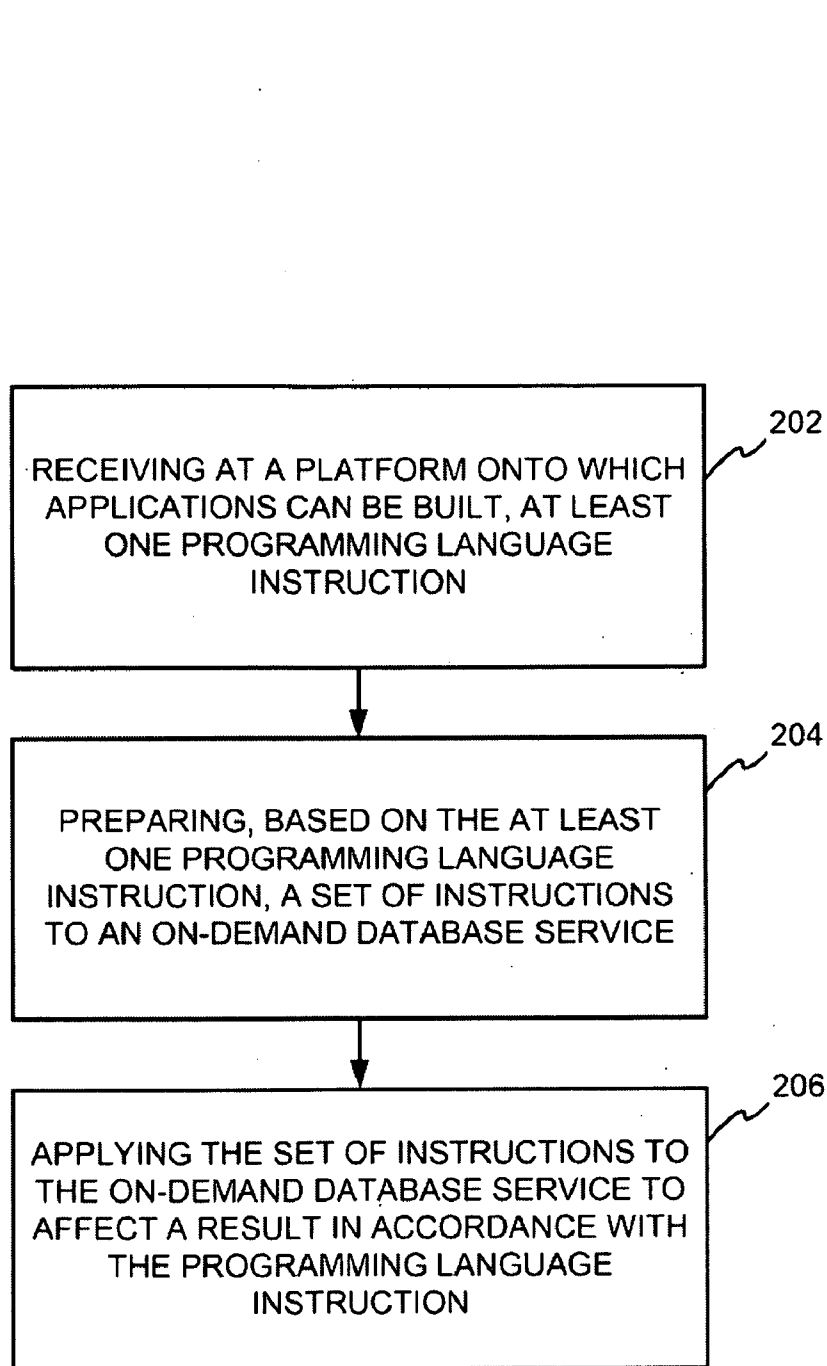 202
RECEIVING AT A PLATFORM ONTO WHICH
APPLICATIONS CAN BE BUILT, AT LEAST
ONE PROGRAMMING LANGUAGE
INSTRUCTION
204
PREPARING, BASED ON THE AT LEAST
ONE PROGRAMMING LANGUAGE
INSTRUCTION, A SET OF INSTRUCTIONS
TO AN ON-DEMAND DATABASE SERVICE
206
APPLYING THE SET OF INSTRUCTIONS TO
THE ON-DEMAND DATABASE SERVICE TO
AFFECT A RESULT IN ACCORDANCE WITH
THE PROGRAMMING LANGUAGE
INSTRUCTION